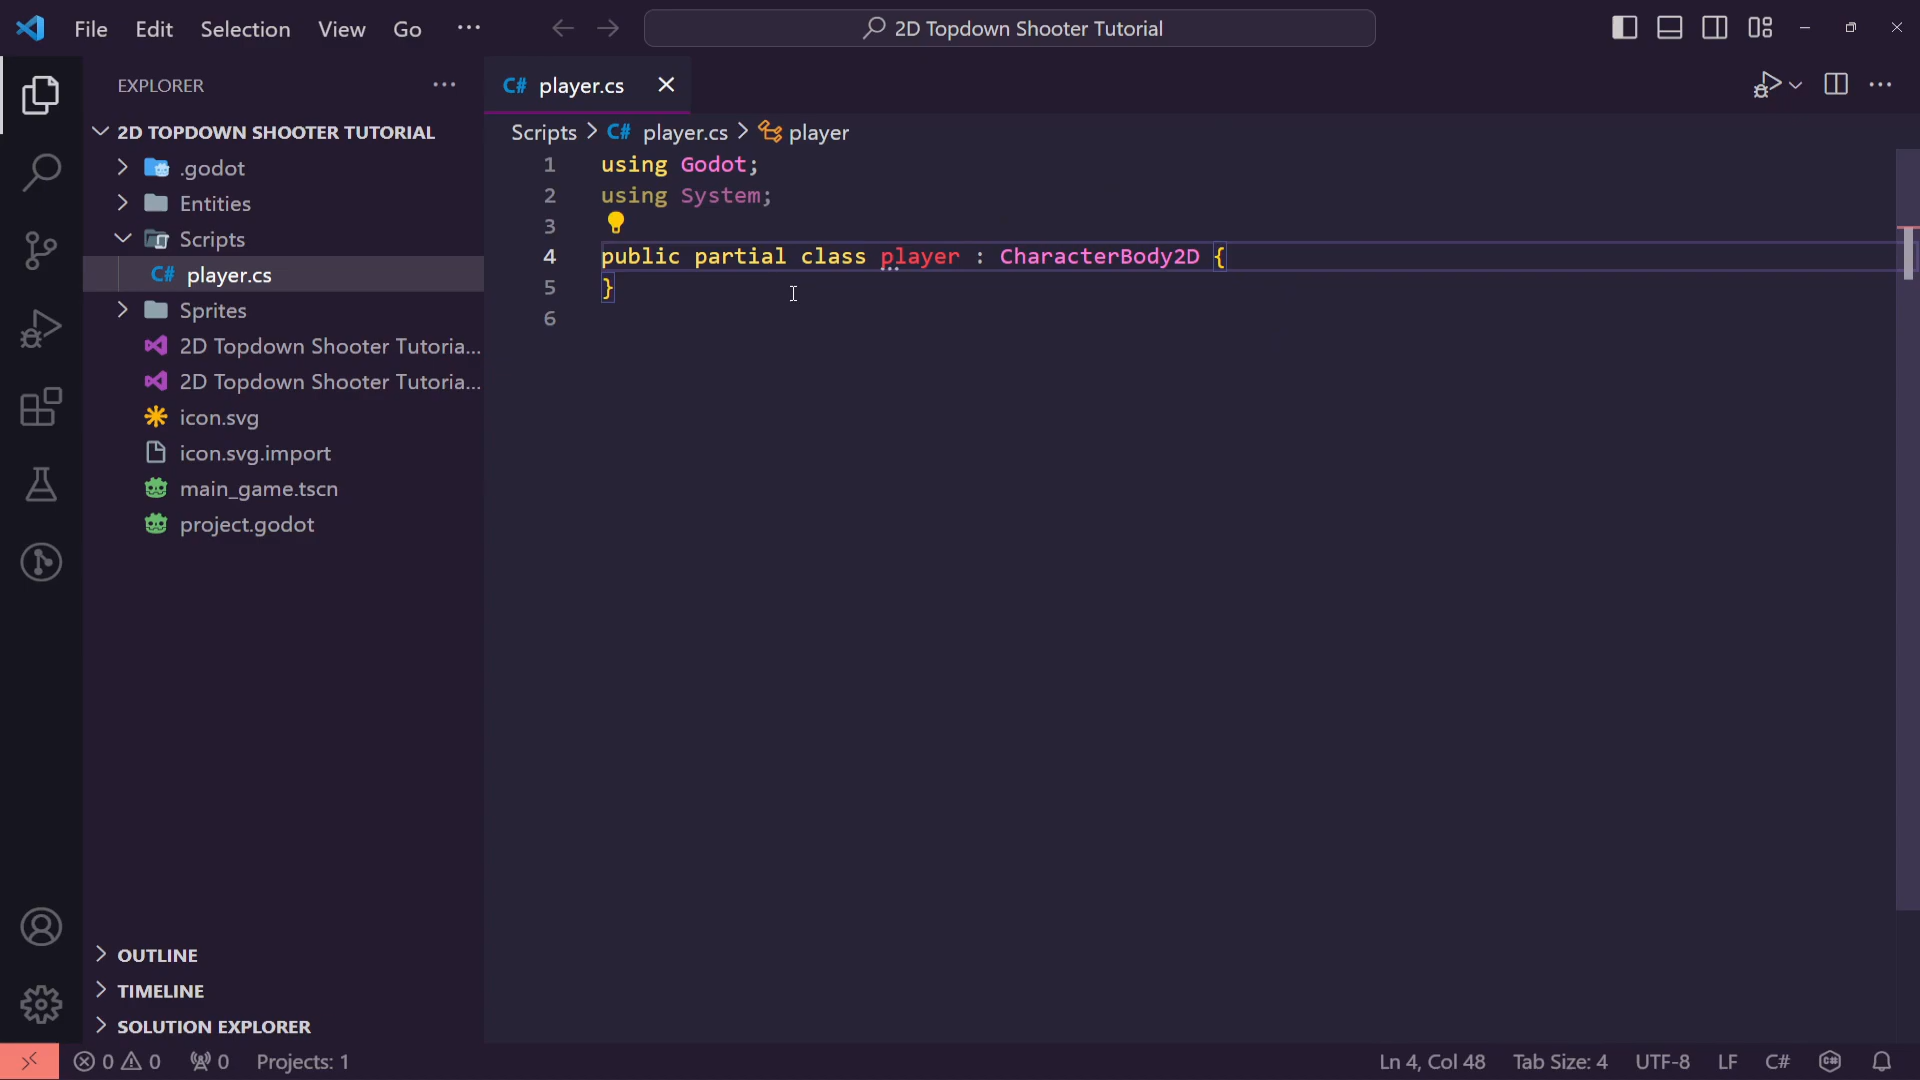 File Edit Selection View Go
2D Topdown Shooter Tutorial
EXPLORER
2D TOPDOWN SHOOTER TUTORIAL
.godot
Entities
Scripts
C# player.cs
Sprites
2D Topdown Shooter Tutoria...
2D Topdown Shooter Tutoria...
icon.svg
icon.svg.import
main_game.tscn
project.godot
OUTLINE
TIMELINE
SOLUTION EXPLORER
C# player.cs
Scripts > C# player.cs > player
1 using Godot;
2 using System;
3
4 public partial class player : CharacterBody2D {
5 }
6
0 0 0 Projects: 1
Ln 4, Col 48 Tab Size: 4 UTF-8 LF C#